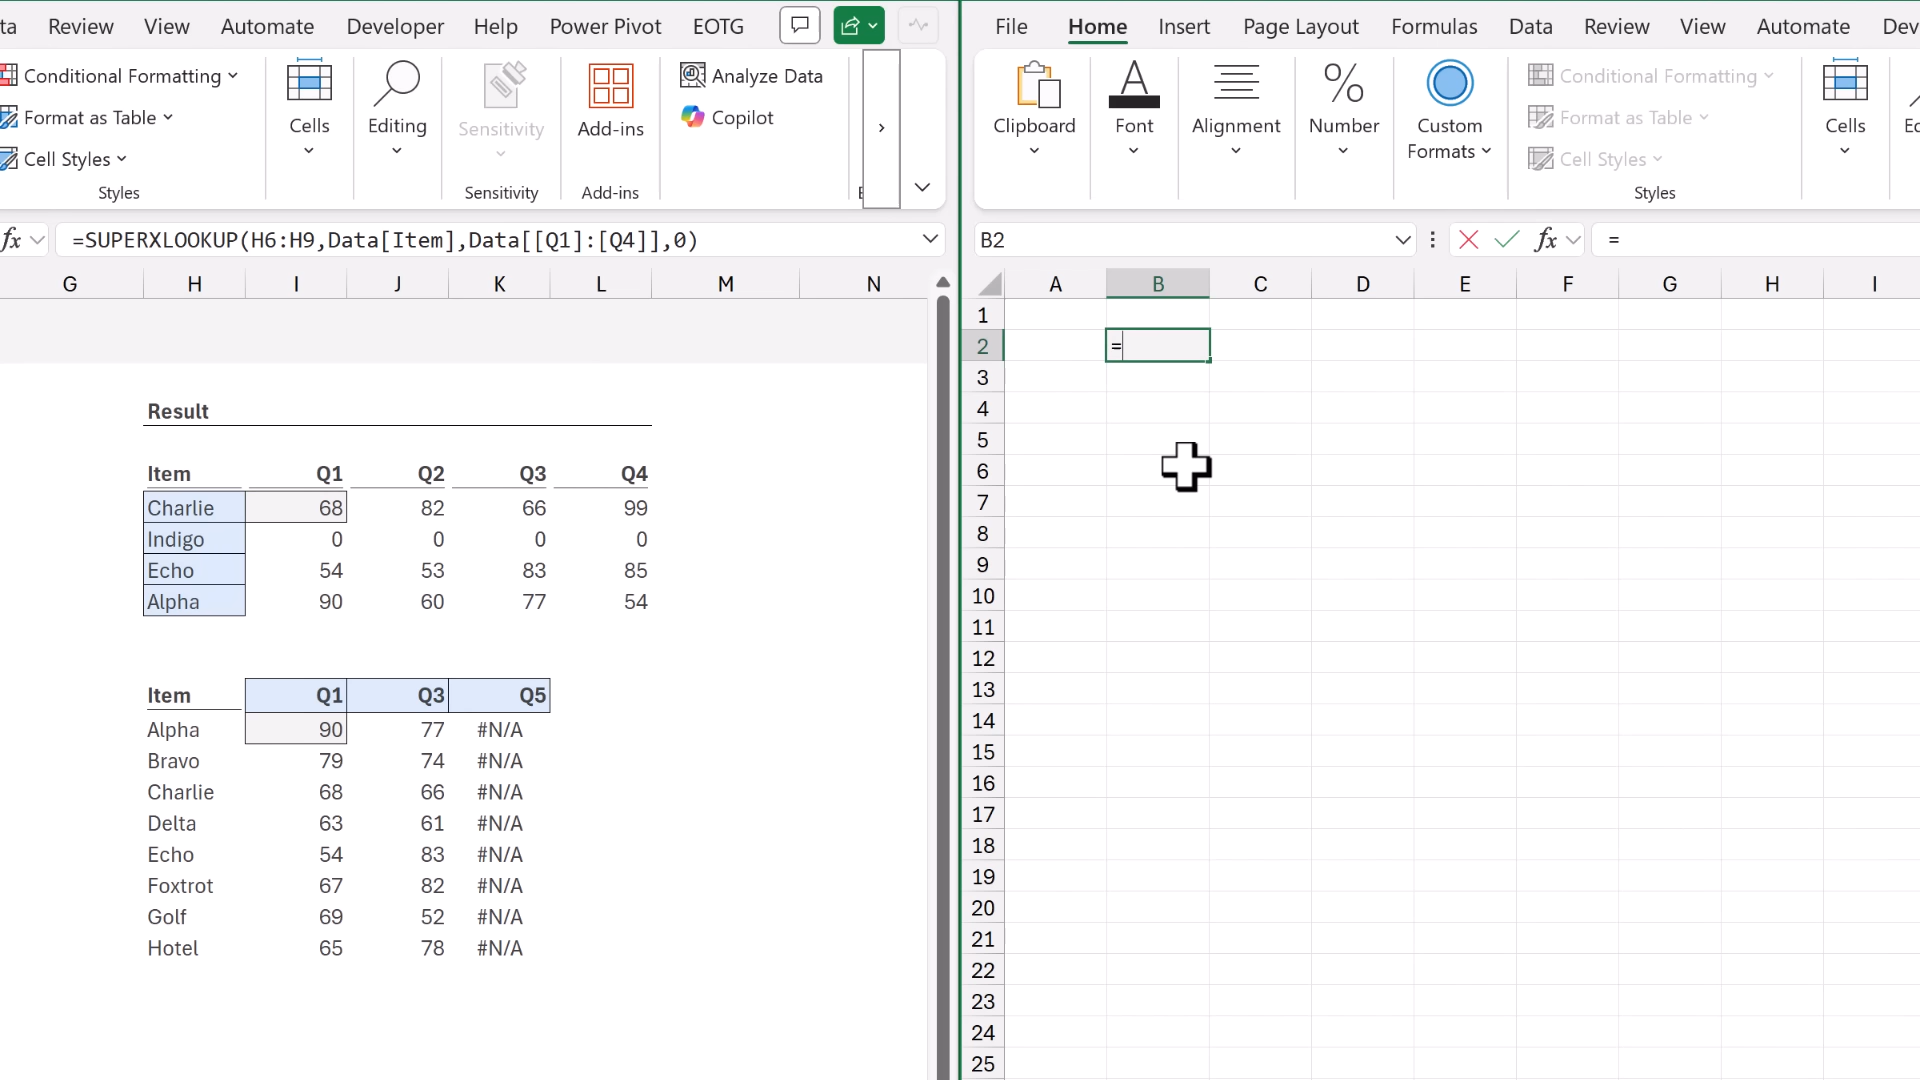 ta Review View Automate Developer Help Power Pivot EOTG
Conditional Formatting
Format as Table
Cell Styles
Styles
Cells
Editing
Sensitivity
Sensitivity
Add-ins
Add-ins
Analyze Data
Copilot
fx =SUPERXLOOKUP(H6:H9,Data[Item],Data[[Q1]:[Q4]],0)
G H I J K L M N
Result
Item Q1 Q2 Q3 Q4
Charlie 68 82 66 99
Indigo 0 0 0 0
Echo 54 53 83 85
Alpha 90 60 77 54
Item Q1 Q3 Q5
Alpha 90 77 #N/A
Bravo 79 74 #N/A
Charlie 68 66 #N/A
Delta 63 61 #N/A
Echo 54 83 #N/A
Foxtrot 67 82 #N/A
Golf 69 52 #N/A
Hotel 65 78 #N/A
File Home Insert Page Layout Formulas Data Review View Automate Dev
Clipboard
Font
Alignment
Number
Custom
Formats
Conditional Formatting
Format as Table
Cell Styles
Styles
Cells
Ed
B2 fx =
A B C D E F G H I
1
2 =
3
4
5
6
7
8
9
10
11
12
13
14
15
16
17
18
19
20
21
22
23
24
25